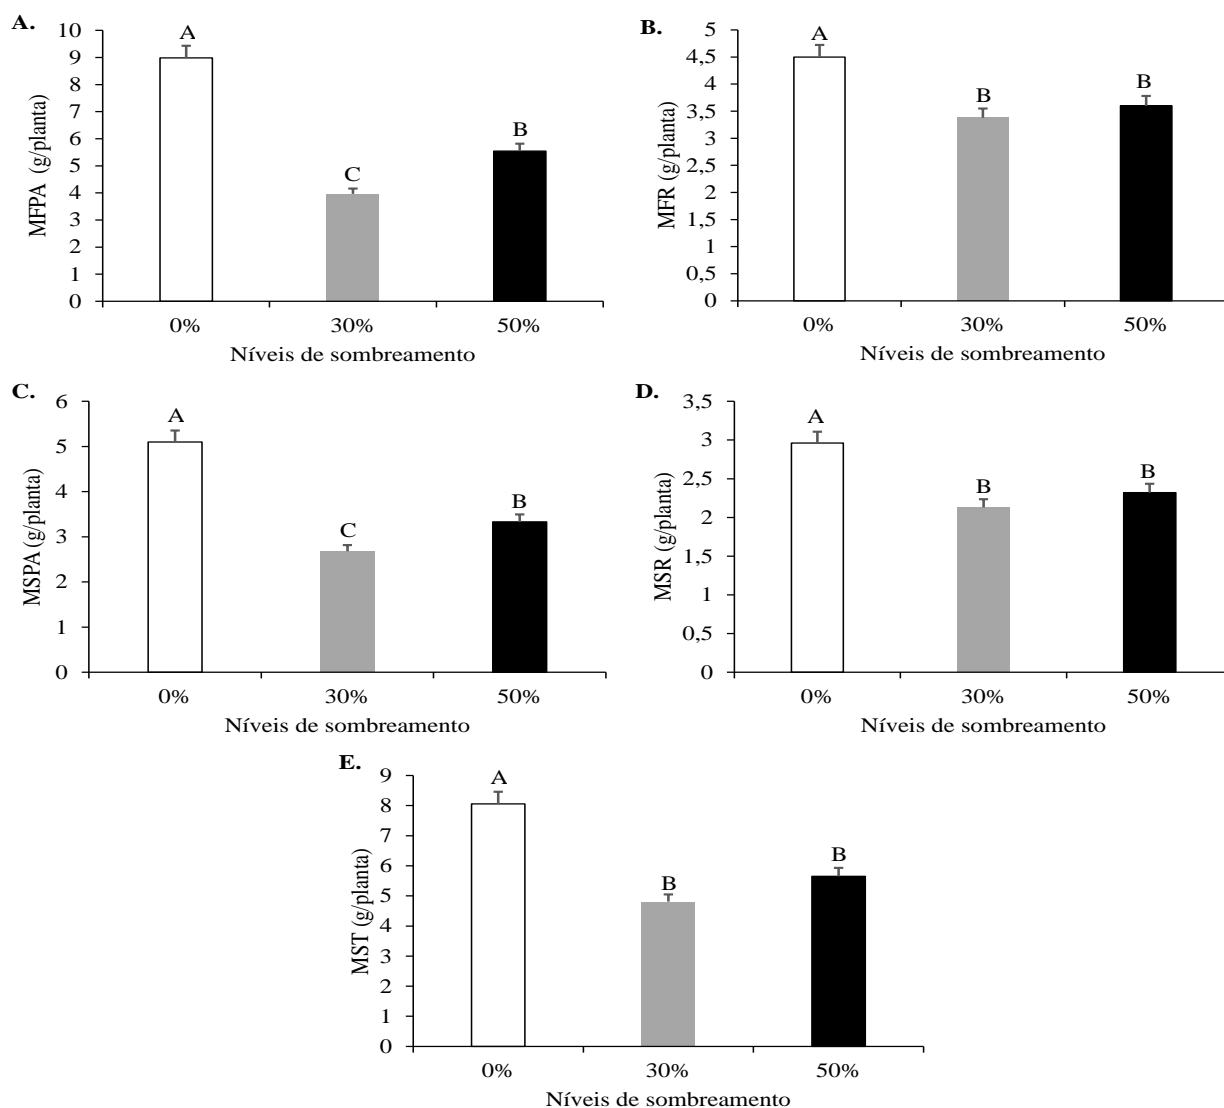 A.
MFPA (g/planta)
10
9
8
7
6
5
4
3
2
1
0
A
C
B
0% 30% 50%
Níveis de sombreamento
B.
MFR (g/planta)
5
4,5
4
3,5
3
2,5
2
1,5
1
0,5
0
A
B
B
0% 30% 50%
Níveis de sombreamento
C.
MSPA (g/planta)
6
5
4
3
2
1
0
A
C
B
0% 30% 50%
Níveis de sombreamento
D.
MSR (g/planta)
3,5
3
2,5
2
1,5
1
0,5
0
A
B
B
0% 30% 50%
Níveis de sombreamento
E.
MST (g/planta)
9
8
7
6
5
4
3
2
1
0
A
B
B
0% 30% 50%
Níveis de sombreamento